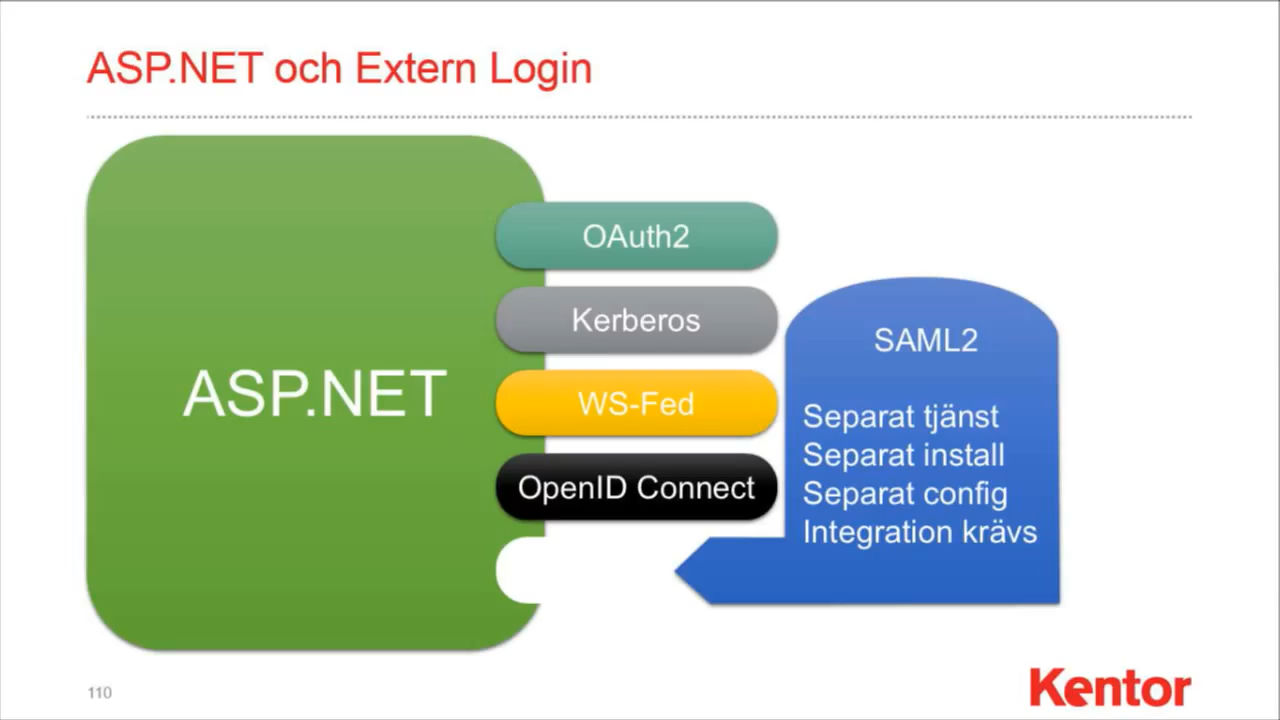 ASP.NET och Extern Login
ASP.NET
OAuth2
Kerberos
WS-Fed
OpenID Connect
SAML2
Separat tjänst
Separat install
Separat config
Integration krävs
110
Kentor